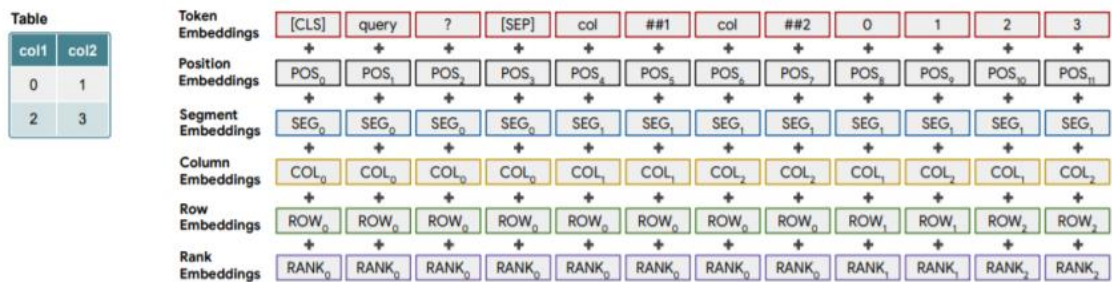 Table
col1 col2
0 1
2 3
Token Embeddings [CLS] query ? [SEP] col ##1 col ##2 0 1 2 3
+ + + + + + + + + + + +
Position Embeddings POS₀ POS₁ POS₂ POS₃ POS₄ POS₅ POS₆ POS₇ POS₈ POS₉ POS₁₀ POS₁₁
+ + + + + + + + + + + +
Segment Embeddings SEG₀ SEG₀ SEG₀ SEG₀ SEG₁ SEG₁ SEG₁ SEG₁ SEG₁ SEG₁ SEG₁ SEG₁
+ + + + + + + + + + + +
Column Embeddings COL₀ COL₀ COL₀ COL₀ COL₁ COL₁ COL₂ COL₂ COL₁ COL₂ COL₁ COL₂
+ + + + + + + + + + + +
Row Embeddings ROW₀ ROW₀ ROW₀ ROW₀ ROW₀ ROW₀ ROW₀ ROW₀ ROW₁ ROW₁ ROW₂ ROW₂
+ + + + + + + + + + + +
Rank Embeddings RANK₀ RANK₀ RANK₀ RANK₀ RANK₀ RANK₀ RANK₀ RANK₀ RANK₁ RANK₁ RANK₂ RANK₂